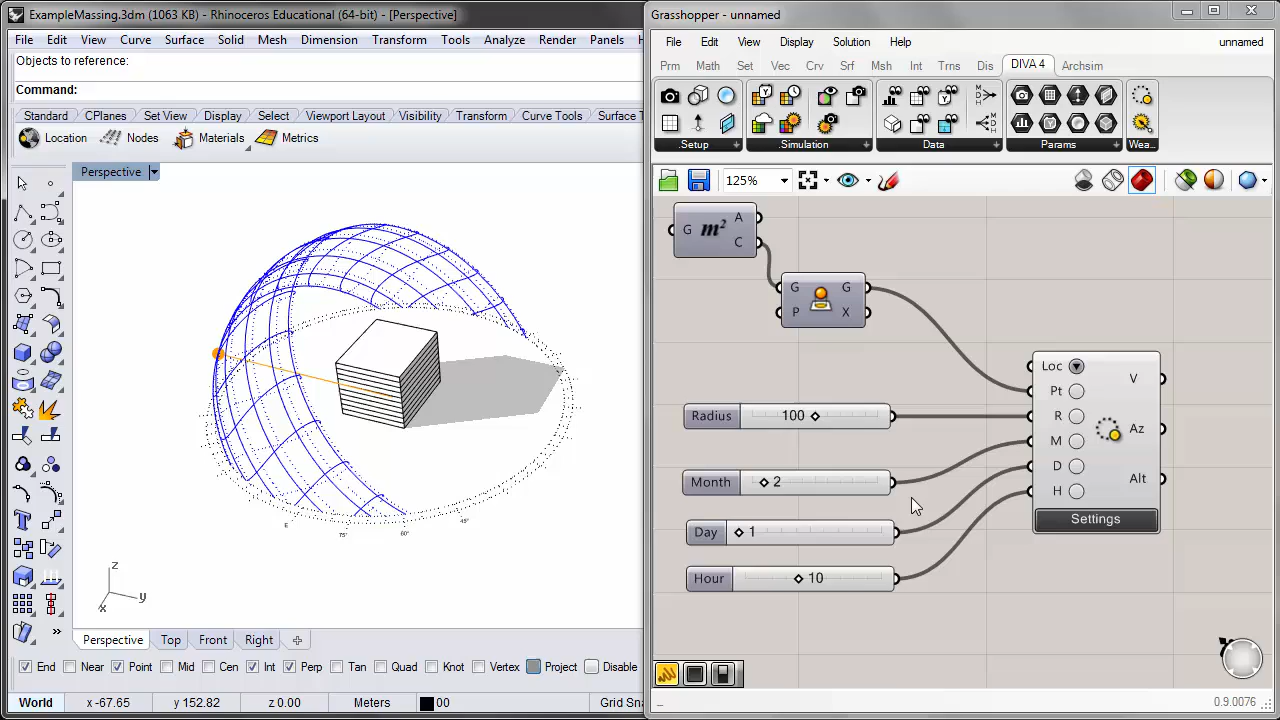 ExampleMassing.3dm (1063 KB) - Rhinoceros Educational (64-bit) - [Perspective]
File Edit View Curve Surface Solid Mesh Dimension Transform Tools Analyze Render Panels
Objects to reference:
Command:
Standard CPlanes Set View Display Select Viewport Layout Visibility Transform Curve Tools Surface T
Location Nodes Materials Metrics
Perspective
E
75°
60°
45°
z
y
x
Perspective Top Front Right
End Near Point Mid Cen Int Perp Tan Quad Knot Vertex Project Disable
World x -67.65 y 152.82 z 0.00 Meters 00 Grid Sna
Grasshopper - unnamed
File Edit View Display Solution Help unnamed
Prm Math Set Vec Crv Srf Msh Int Trns Dis DIVA 4 Archsim
.Setup .Simulation Data Params Wea...
125%
G m² A
C
G G
P X
Radius 100
Month 2
Day 1
Hour 10
Loc
Pt
R
M
D
H
V
Az
Alt
Settings
0.9.0076